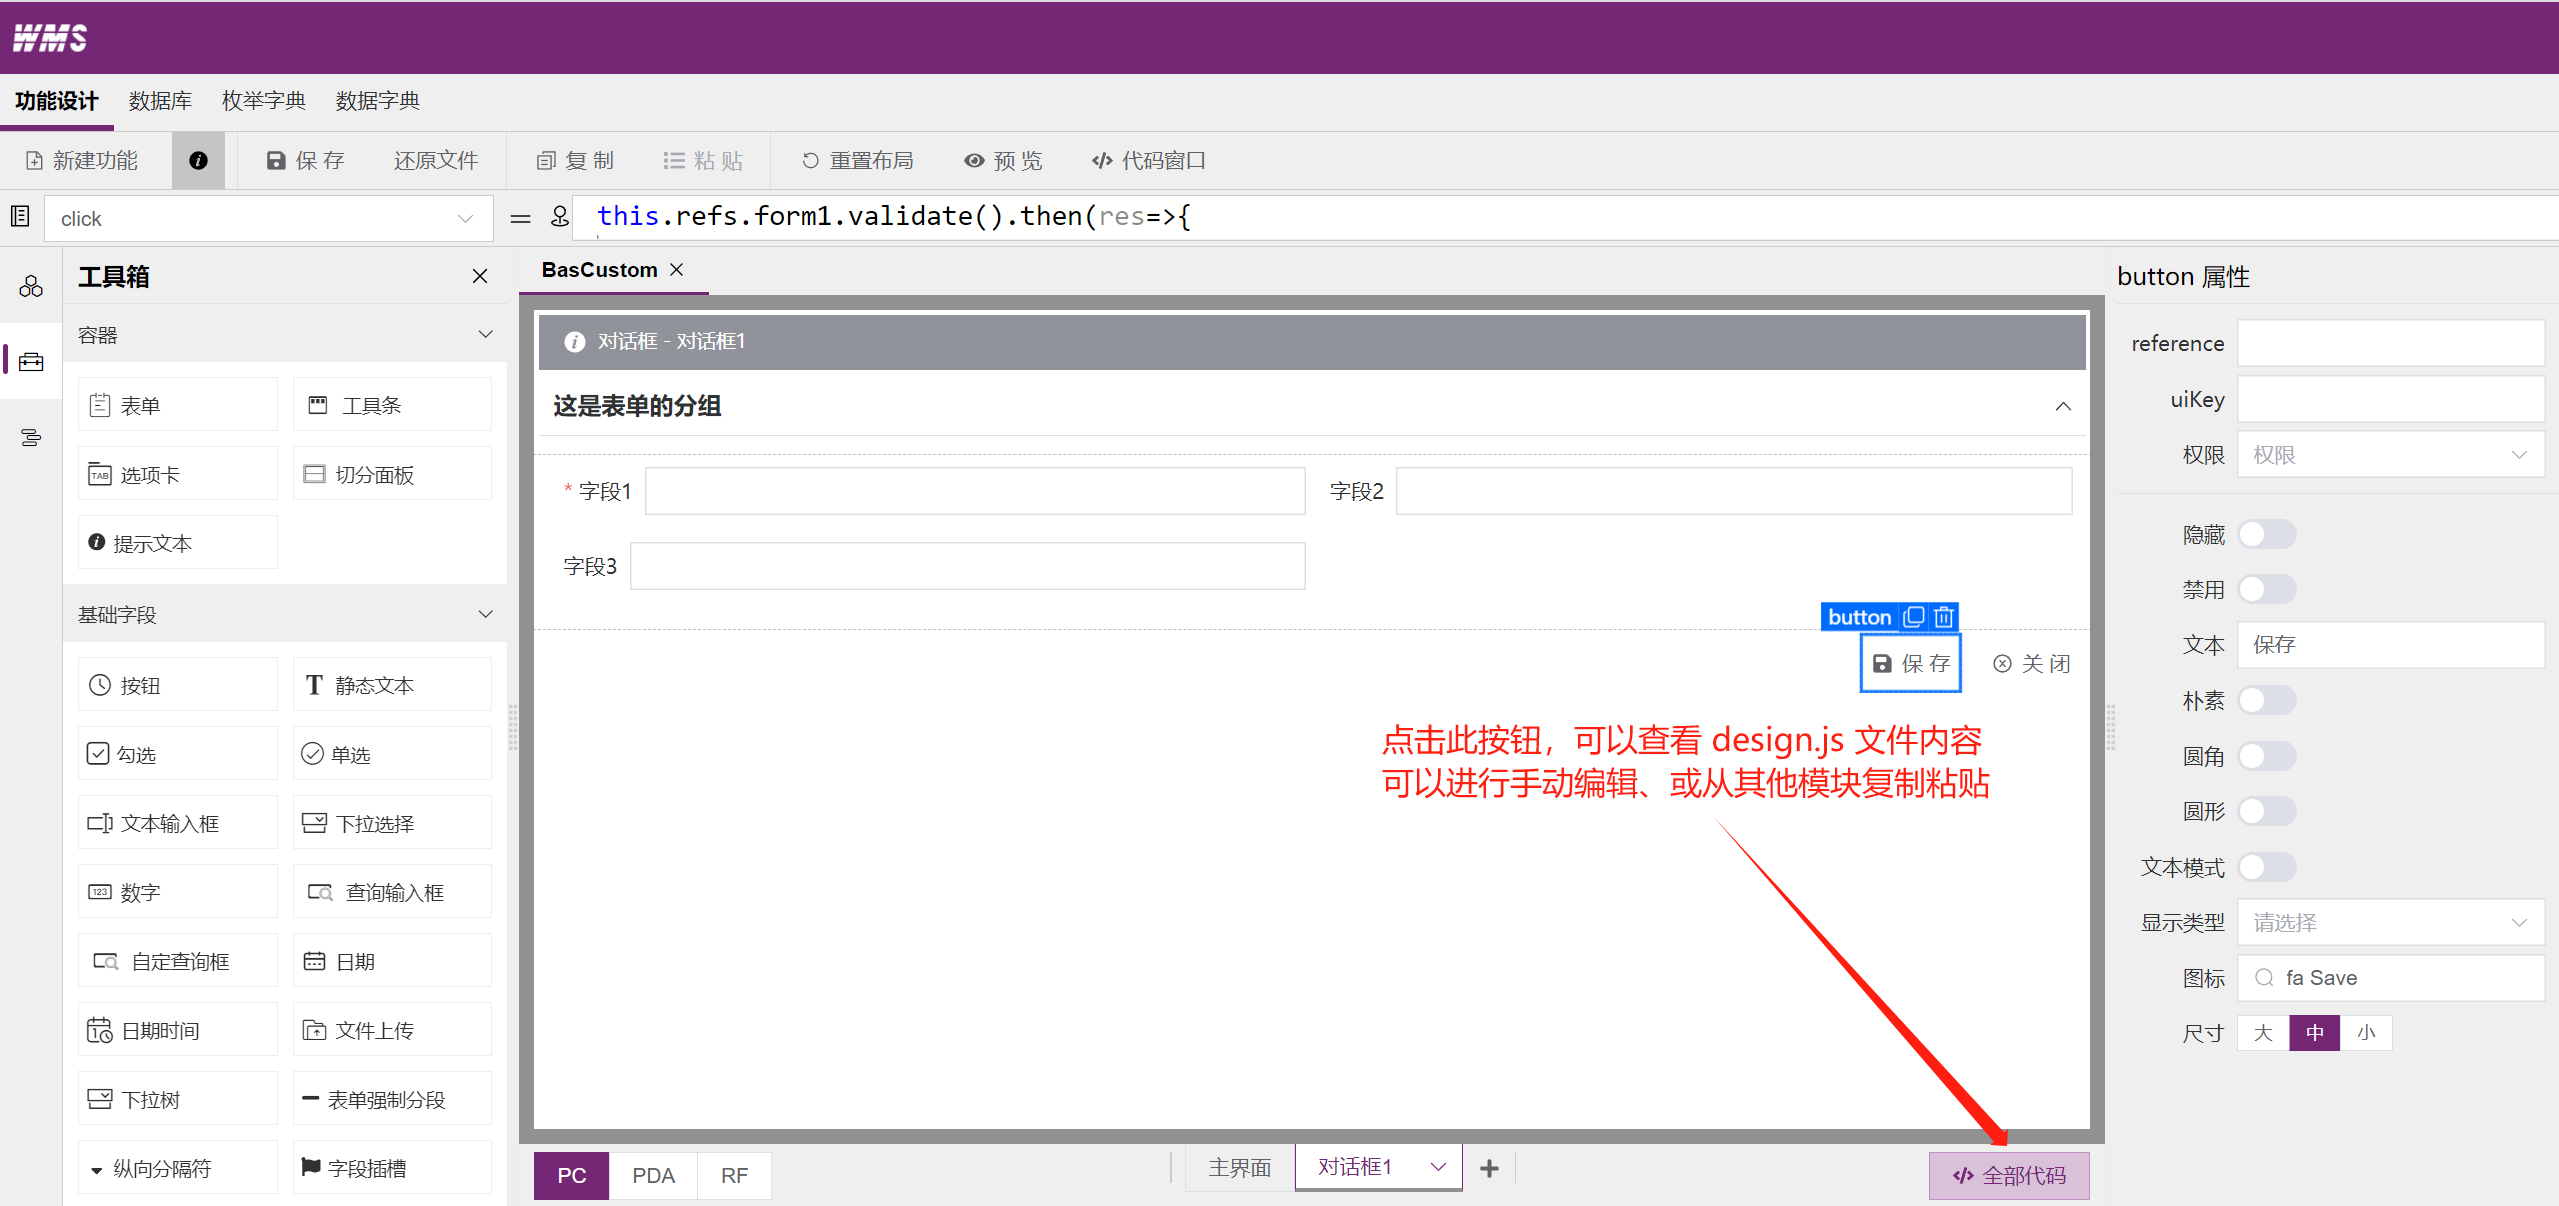 WMS
功能设计 数据库 枚举字典 数据字典
新建功能 保 存 还原文件 复 制 粘 贴 重置布局 预 览 代码窗口
click = this.refs.form1.validate().then(res=>{
工具箱
容器
表单 工具条
TAB 选项卡 切分面板
提示文本
基础字段
按钮 T 静态文本
勾选 单选
文本输入框 下拉选择
123 数字 查询输入框
自定查询框 日期
日期时间 文件上传
下拉树 表单强制分段
纵向分隔符 字段插槽
BasCustom
对话框 - 对话框1
这是表单的分组
* 字段1 字段2
字段3
button
保 存 关 闭
点击此按钮，可以查看 design.js 文件内容
可以进行手动编辑、或从其他模块复制粘贴
PC PDA RF 主界面 对话框1 + </> 全部代码
button 属性
reference
uiKey
权限 权限
隐藏
禁用
文本 保存
朴素
圆角
圆形
文本模式
显示类型 请选择
图标 fa Save
尺寸 大 中 小